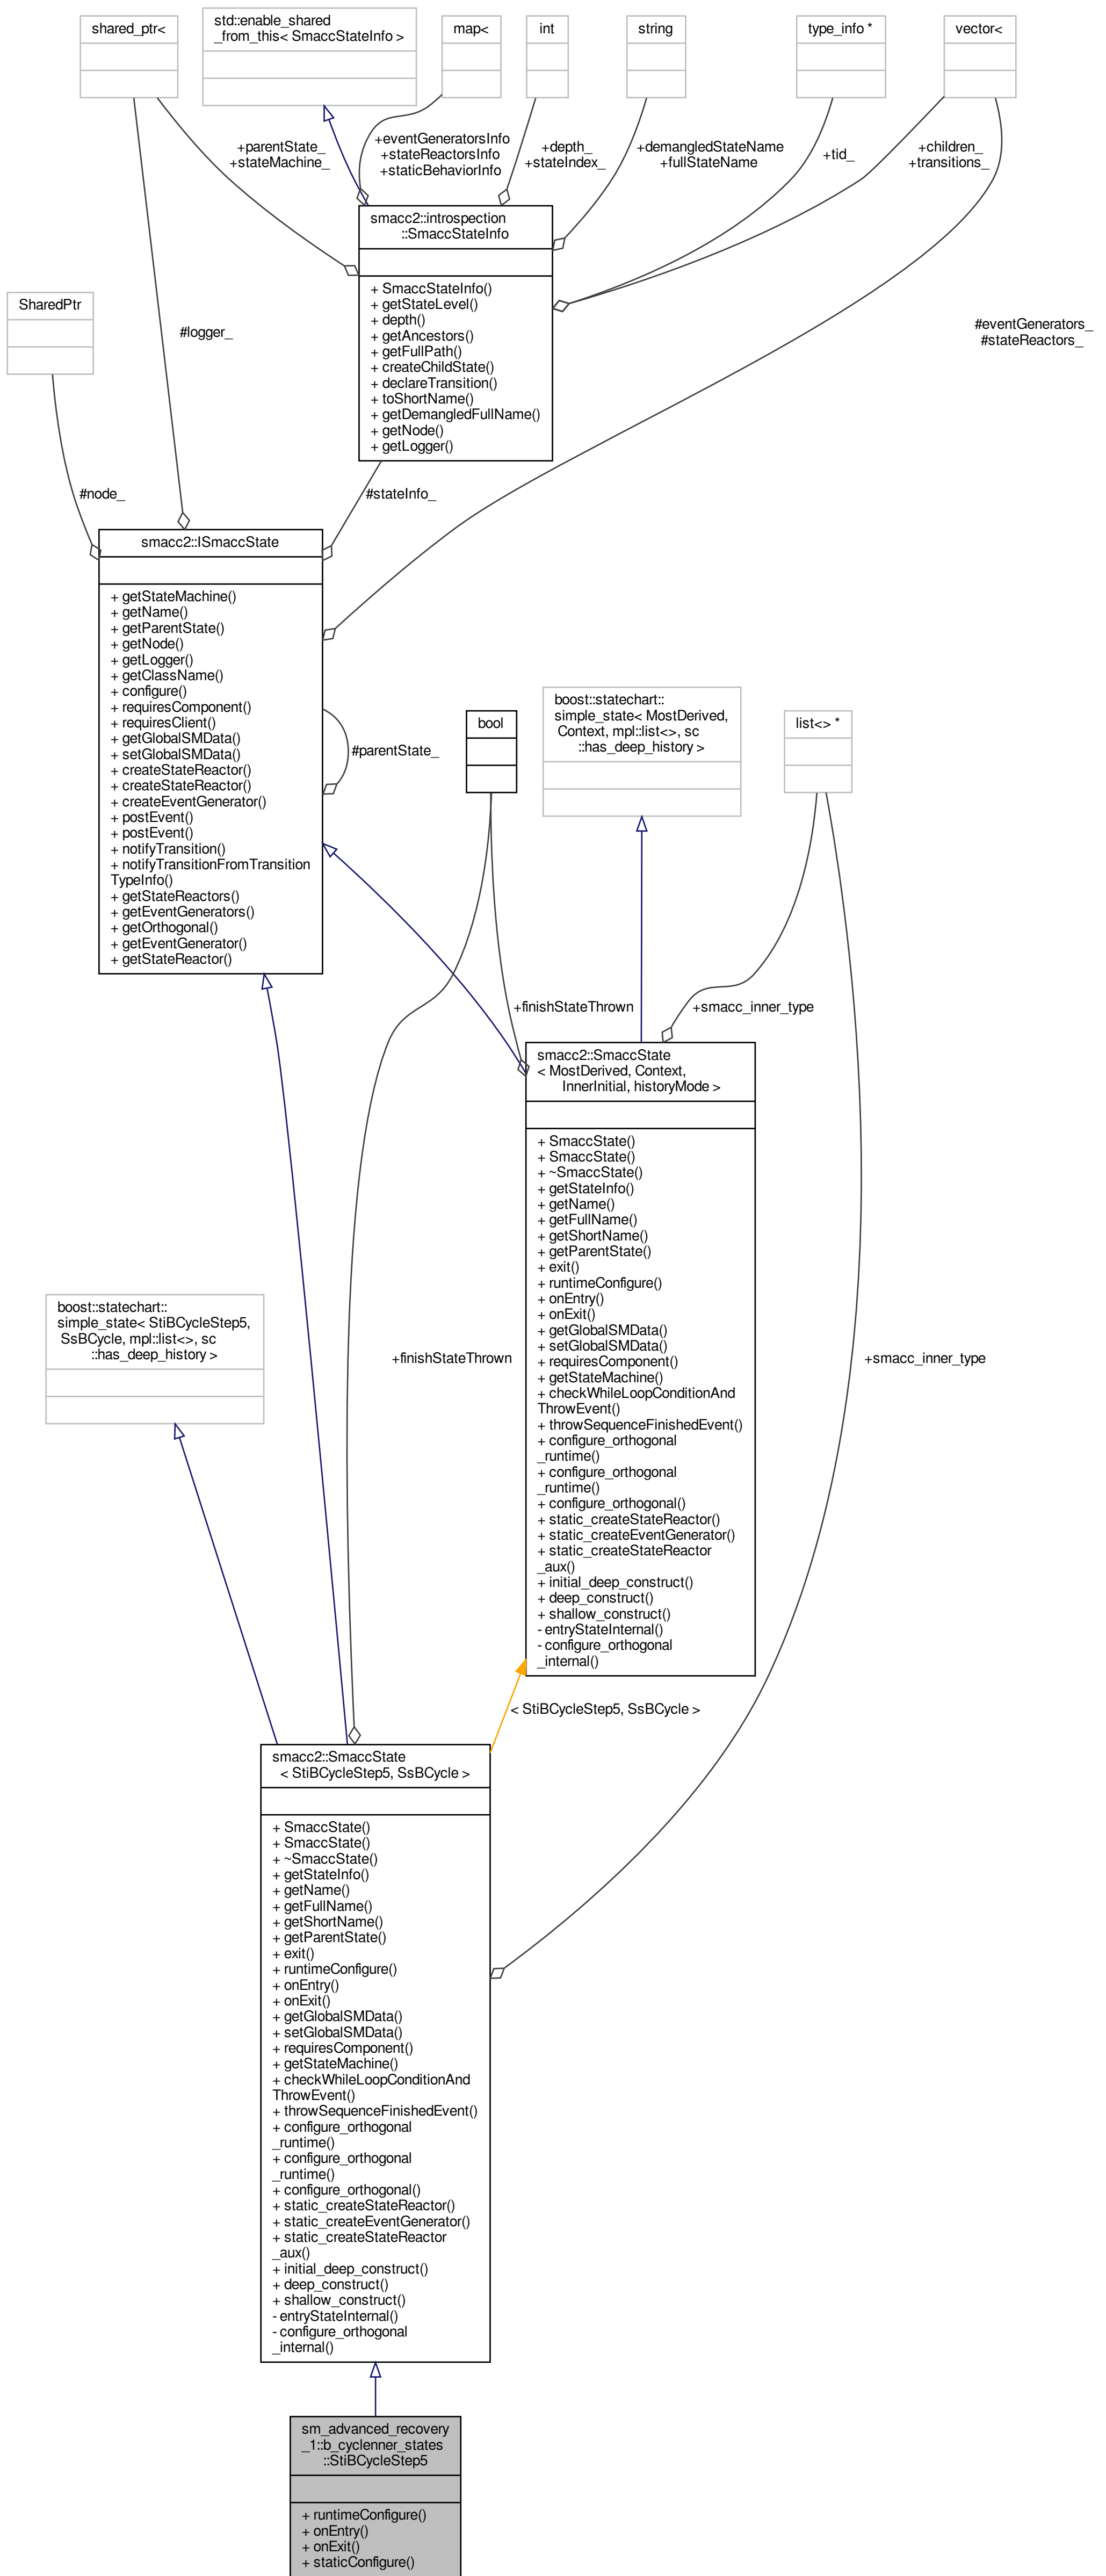 shared_ptr<
std::enable_shared
_from_this< SmaccStateInfo >
map<
int
string
type_info *
vector<
+parentState_
+stateMachine_
+eventGeneratorsInfo
+stateReactorsInfo
+staticBehaviorInfo
+depth_
+stateIndex_
+demangledStateName
+fullStateName
+tid_
+children_
+transitions_
smacc2::introspection
::SmaccStateInfo
+ SmaccStateInfo()
+ getStateLevel()
+ depth()
+ getAncestors()
+ getFullPath()
+ createChildState()
+ declareTransition()
+ toShortName()
+ getDemangledFullName()
+ getNode()
+ getLogger()
SharedPtr
#logger_
#eventGenerators_
#stateReactors_
#node_
#stateInfo_
smacc2::ISmaccState
+ getStateMachine()
+ getName()
+ getParentState()
+ getNode()
+ getLogger()
+ getClassName()
+ configure()
+ requiresComponent()
+ requiresClient()
+ getGlobalSMData()
+ setGlobalSMData()
+ createStateReactor()
+ createStateReactor()
+ createEventGenerator()
+ postEvent()
+ postEvent()
+ notifyTransition()
+ notifyTransitionFromTransition
TypeInfo()
+ getStateReactors()
+ getEventGenerators()
+ getOrthogonal()
+ getEventGenerator()
+ getStateReactor()
#parentState_
bool
boost::statechart::
simple_state< MostDerived,
Context, mpl::list<>, sc
::has_deep_history >
list<> *
+finishStateThrown
+smacc_inner_type
smacc2::SmaccState
< MostDerived, Context,
InnerInitial, historyMode >
+ SmaccState()
+ SmaccState()
+ ~SmaccState()
+ getStateInfo()
+ getName()
+ getFullName()
+ getShortName()
+ getParentState()
+ exit()
+ runtimeConfigure()
+ onEntry()
+ onExit()
+ getGlobalSMData()
+ setGlobalSMData()
+ requiresComponent()
+ getStateMachine()
+ checkWhileLoopConditionAnd
ThrowEvent()
+ throwSequenceFinishedEvent()
+ configure_orthogonal
_runtime()
+ configure_orthogonal
_runtime()
+ configure_orthogonal()
+ static_createStateReactor()
+ static_createEventGenerator()
+ static_createStateReactor
_aux()
+ initial_deep_construct()
+ deep_construct()
+ shallow_construct()
- entryStateInternal()
- configure_orthogonal
_internal()
boost::statechart::
simple_state< StiBCycleStep5,
SsBCycle, mpl::list<>, sc
::has_deep_history >
+finishStateThrown
+smacc_inner_type
< StiBCycleStep5, SsBCycle >
smacc2::SmaccState
< StiBCycleStep5, SsBCycle >
+ SmaccState()
+ SmaccState()
+ ~SmaccState()
+ getStateInfo()
+ getName()
+ getFullName()
+ getShortName()
+ getParentState()
+ exit()
+ runtimeConfigure()
+ onEntry()
+ onExit()
+ getGlobalSMData()
+ setGlobalSMData()
+ requiresComponent()
+ getStateMachine()
+ checkWhileLoopConditionAnd
ThrowEvent()
+ throwSequenceFinishedEvent()
+ configure_orthogonal
_runtime()
+ configure_orthogonal
_runtime()
+ configure_orthogonal()
+ static_createStateReactor()
+ static_createEventGenerator()
+ static_createStateReactor
_aux()
+ initial_deep_construct()
+ deep_construct()
+ shallow_construct()
- entryStateInternal()
- configure_orthogonal
_internal()
sm_advanced_recovery
_1::b_cyclenner_states
::StiBCycleStep5
+ runtimeConfigure()
+ onEntry()
+ onExit()
+ staticConfigure()